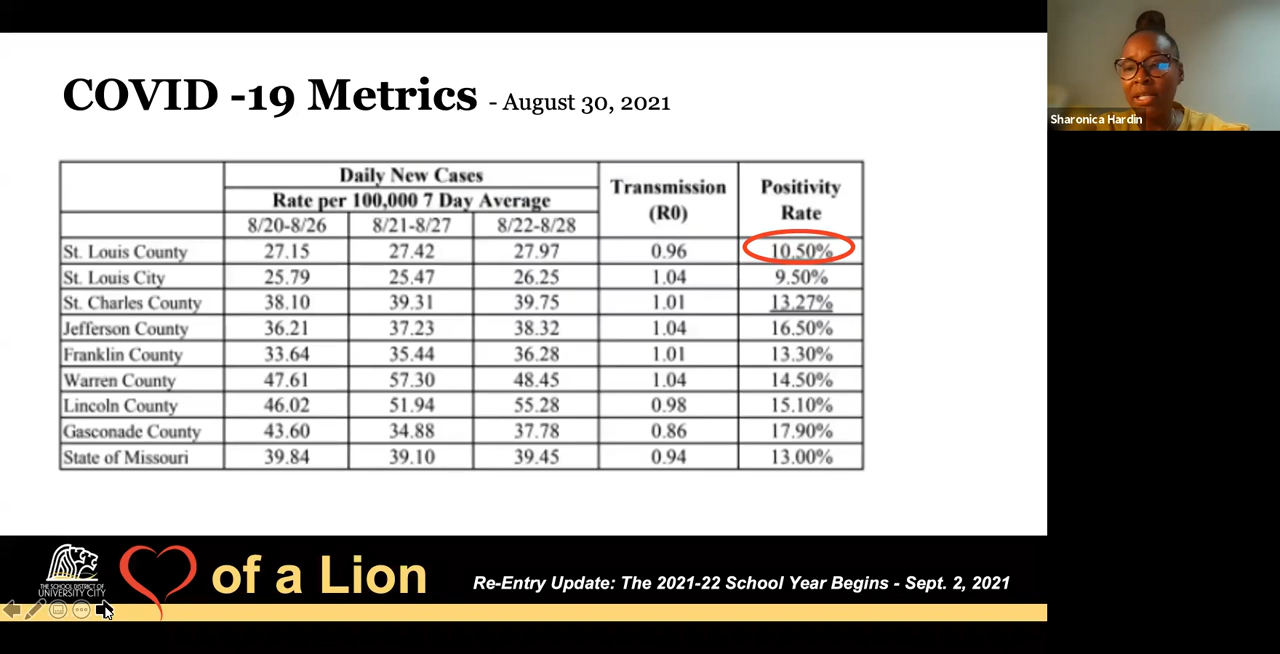 COVID -19 Metrics - August 30, 2021
Sharonica Hardin
Daily New Cases Transmission (R0) Positivity Rate
Rate per 100,000 7 Day Average
8/20-8/26 8/21-8/27 8/22-8/28
St. Louis County 27.15 27.42 27.97 0.96 10.50%
St. Louis City 25.79 25.47 26.25 1.04 9.50%
St. Charles County 38.10 39.31 39.75 1.01 13.27%
Jefferson County 36.21 37.23 38.32 1.04 16.50%
Franklin County 33.64 35.44 36.28 1.01 13.30%
Warren County 47.61 57.30 48.45 1.04 14.50%
Lincoln County 46.02 51.94 55.28 0.98 15.10%
Gasconade County 43.60 34.88 37.78 0.86 17.90%
State of Missouri 39.84 39.10 39.45 0.94 13.00%
THE SCHOOL DISTRICT OF
UNIVERSITY CITY
of a Lion
Re-Entry Update: The 2021-22 School Year Begins - Sept. 2, 2021